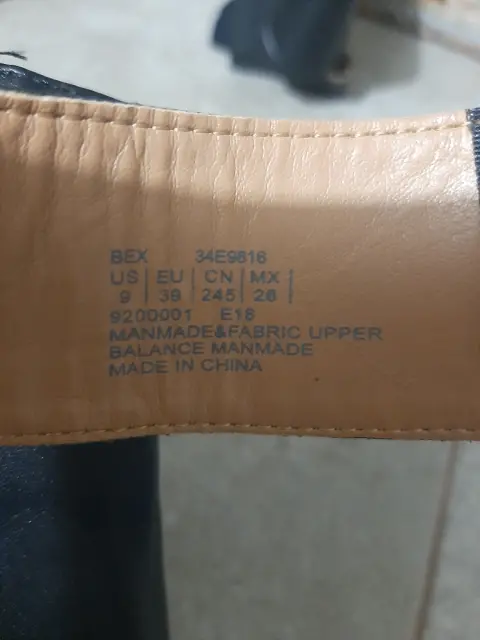 BEX 34E9816
US | EU | CN | MX |
9 | 39 | 245 | 26 |
9200001 E18
MANMADE&FABRIC UPPER
BALANCE MANMADE
MADE IN CHINA